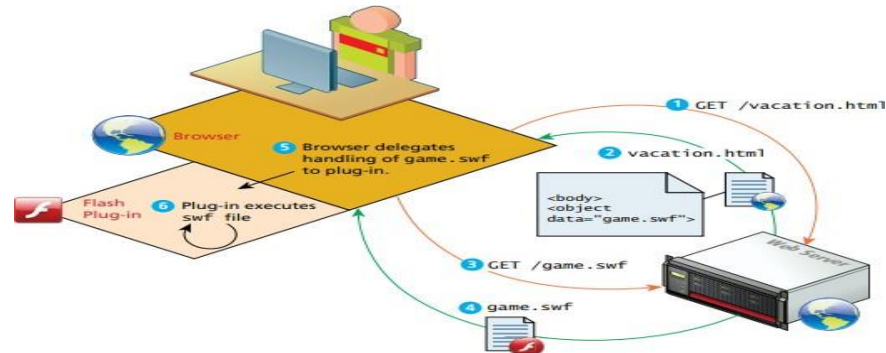 1 GET /vacation.html
Browser
5 Browser delegates
handling of game.swf
to plug-in.
2 vacation.html
<body>
<object
data="game.swf">
Flash
Plug-in
6 Plug-in executes
swf file
Web Server
3 GET /game.swf
4 game.swf